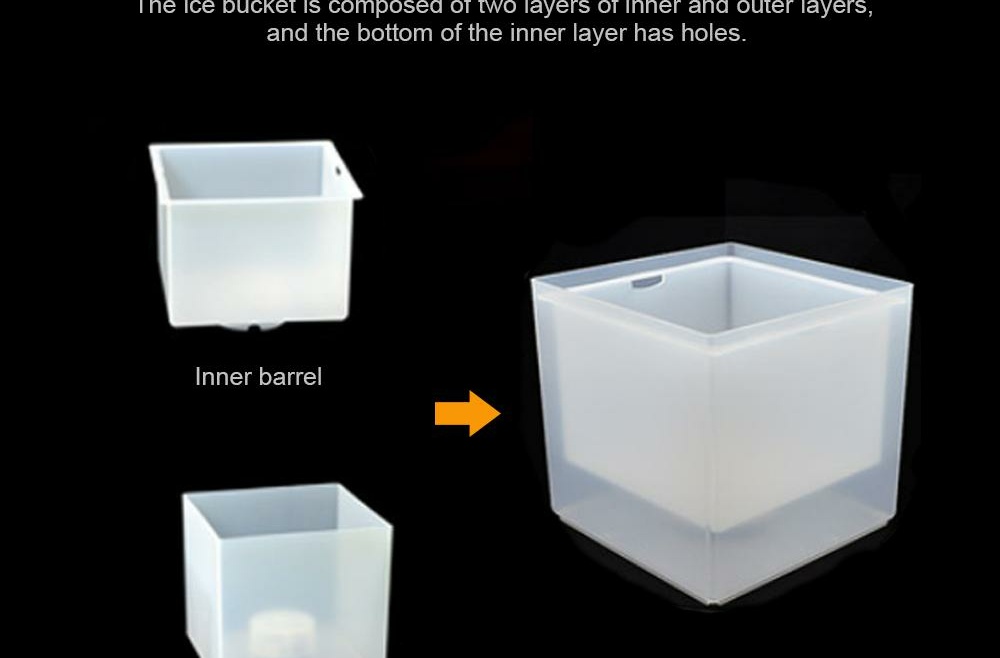 The ice bucket is composed of two layers of inner and outer layers,
and the bottom of the inner layer has holes.
Inner barrel